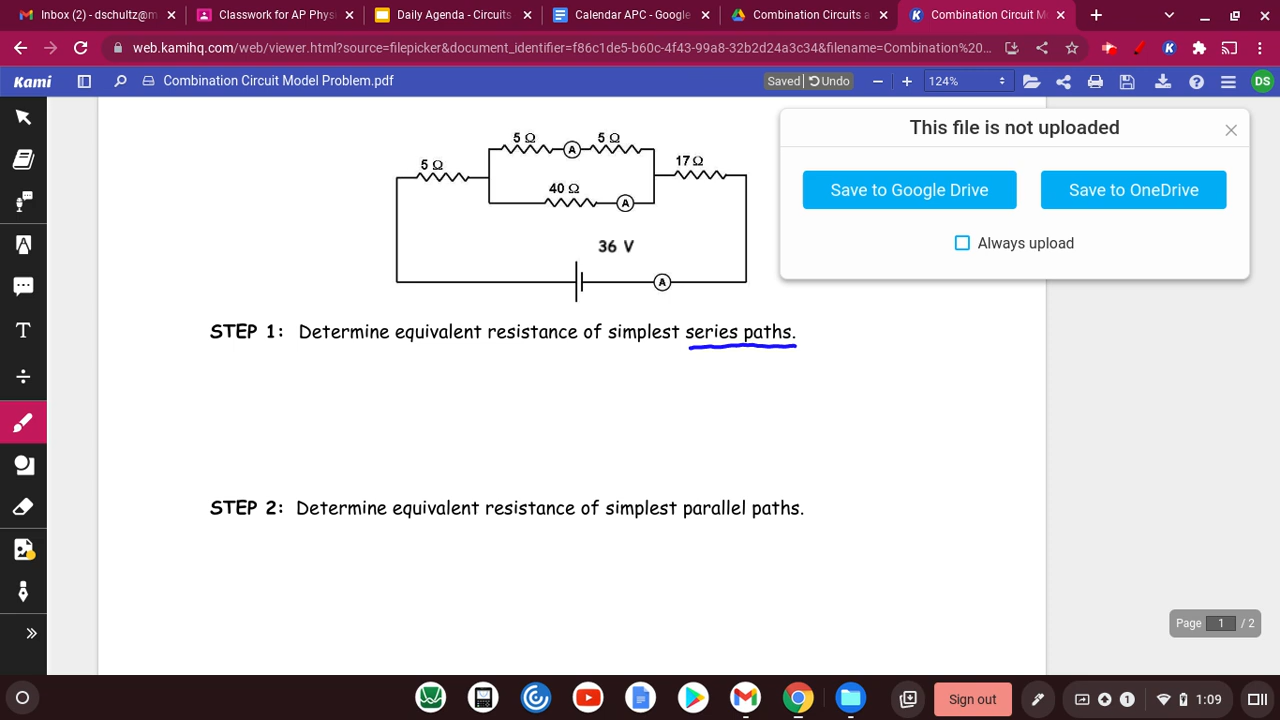 Inbox (1) - dschultz@m
Classwork for AP Physi
Daily Agenda - Circuits
Calendar APC - Google
Combination Circuits a
Combination Circuit Mo
web.kamihq.com/web/viewer.html?source=filepicker&document_identifier=f86c1de5-b60c-4f43-99a8-32b2d24a3c34&filename=Combination%20...
Kami
Combination Circuit Model Problem.pdf
Saved
Undo
124%
DS
This file is not uploaded
Save to Google Drive
Save to OneDrive
Always upload
5 Ω
A
5 Ω
5 Ω
17 Ω
40 Ω
A
36 V
A
STEP 1: Determine equivalent resistance of simplest series paths.
STEP 2: Determine equivalent resistance of simplest parallel paths.
Page 1 / 2
Sign out
1
1:09